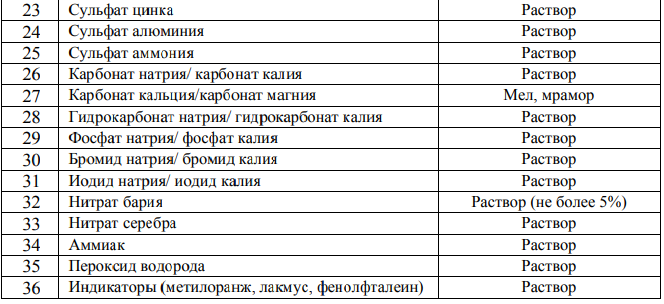 23 Сульфат цинка Раствор
24 Сульфат алюминия Раствор
25 Сульфат аммония Раствор
26 Карбонат натрия/ карбонат калия Раствор
27 Карбонат кальция/карбонат магния Мел, мрамор
28 Гидрокарбонат натрия/ гидрокарбонат калия Раствор
29 Фосфат натрия/ фосфат калия Раствор
30 Бромид натрия/ бромид калия Раствор
31 Иодид натрия/ иодид калия Раствор
32 Нитрат бария Раствор (не более 5%)
33 Нитрат серебра Раствор
34 Аммиак Раствор
35 Пероксид водорода Раствор
36 Индикаторы (метилоранж, лакмус, фенолфталеин) Раствор